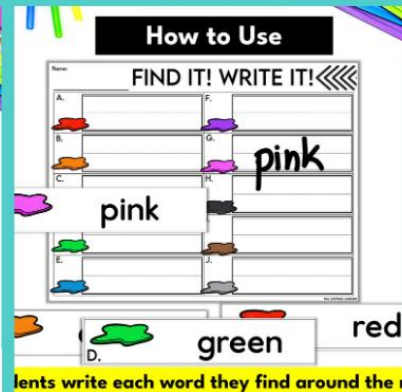 How to Use
Name:
FIND IT! WRITE IT!
A.
F.
B.
G.
pink
C.
H.
pink
E.
J.
red
green
D.
lents write each word they find around the